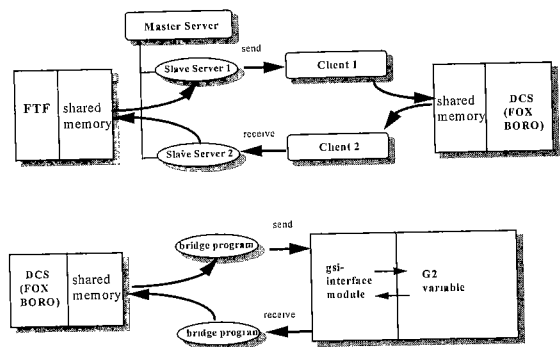 Master Server
send
Slave Server 1
Client 1
FTF
shared
memory
shared
memory
DCS
(FOX
BORO)
receive
Slave Server 2
Client 2
send
bridge program
DCS
(FOX
BORO)
shared
memory
gsi-
interface
module
G2
variable
receive
bridge program